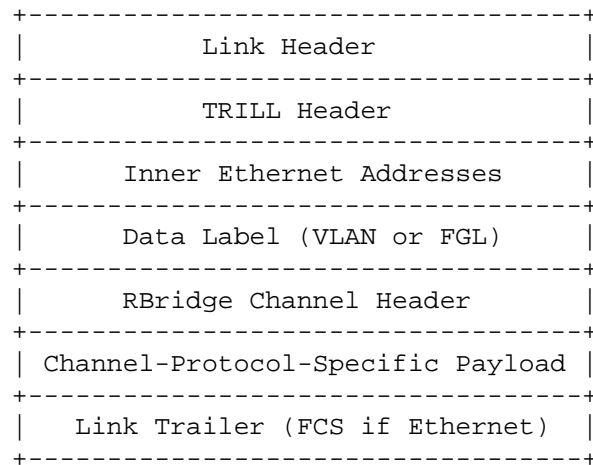 Link Header
TRILL Header
Inner Ethernet Addresses
Data Label (VLAN or FGL)
RBridge Channel Header
Channel-Protocol-Specific Payload
Link Trailer (FCS if Ethernet)